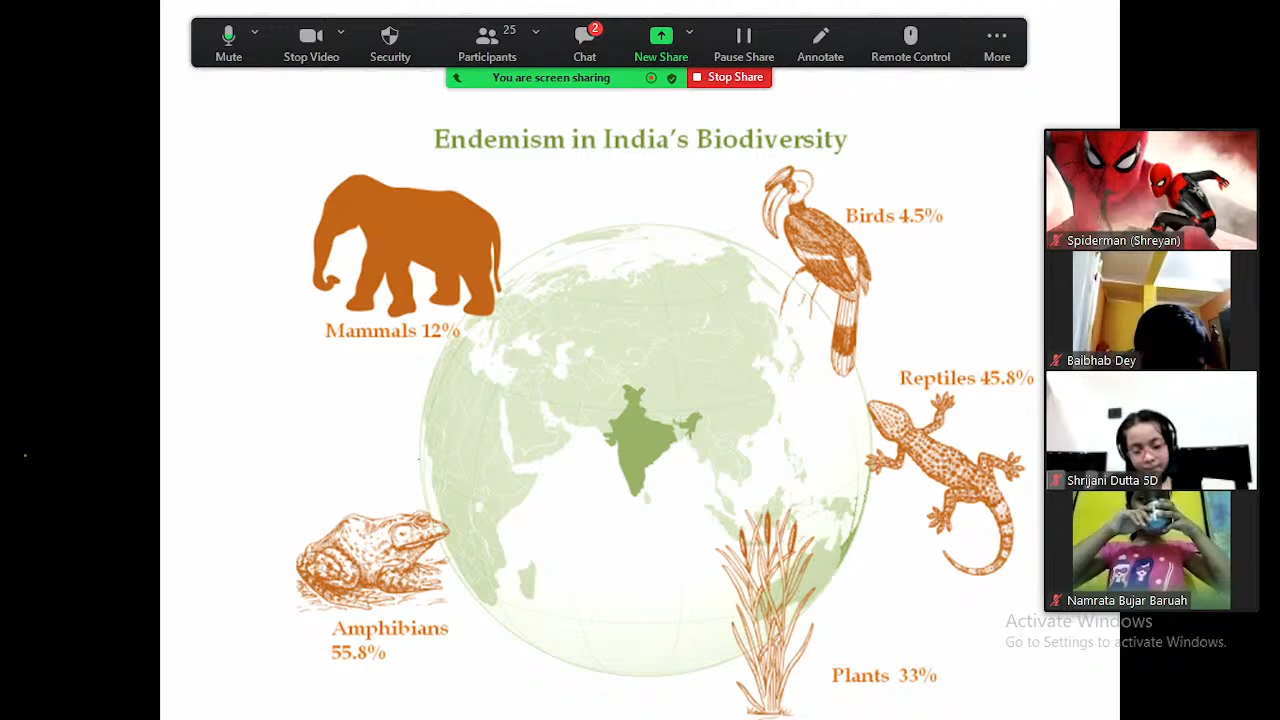 25
2
Mute
Stop Video
Security
Participants
Chat
New Share
Pause Share
Annotate
Remote Control
More
You are screen sharing
Stop Share
Endemism in India's Biodiversity
Birds 4.5%
Mammals 12%
Reptiles 45.8%
Amphibians
55.8%
Plants 33%
Spiderman (Shreyan)
Baibhab Dey
Shrijani Dutta 5D
Namrata Bujar Baruah
Activate Windows
Go to Settings to activate Windows.